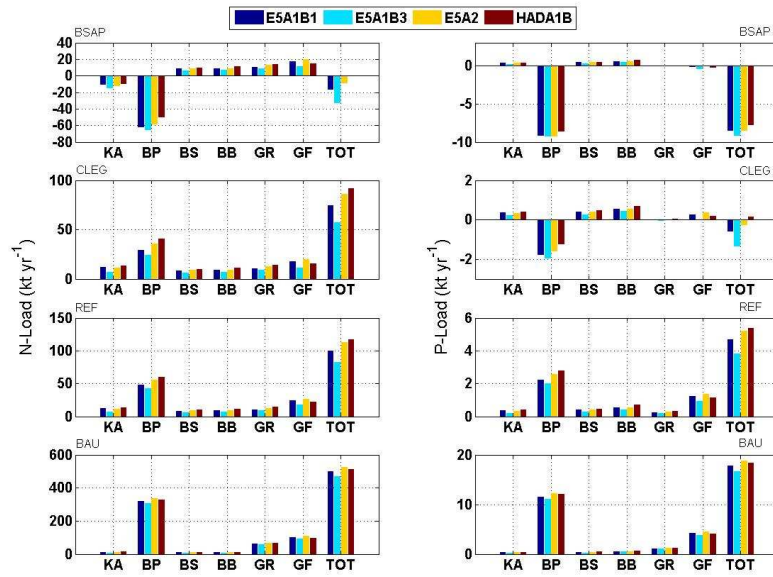 E5A1B1 E5A1B3 E5A2 HADA1B
BSAP
40
20
0
-20
-40
-60
-80
KA BP BS BB GR GF TOT
BSAP
0
-5
-10
KA BP BS BB GR GF TOT
CLEG
100
50
0
KA BP BS BB GR GF TOT
CLEG
2
0
-2
KA BP BS BB GR GF TOT
N-Load (kt yr-1)
P-Load (kt yr-1)
REF
150
100
50
0
KA BP BS BB GR GF TOT
REF
6
4
2
0
KA BP BS BB GR GF TOT
BAU
600
400
200
0
KA BP BS BB GR GF TOT
BAU
20
10
0
KA BP BS BB GR GF TOT